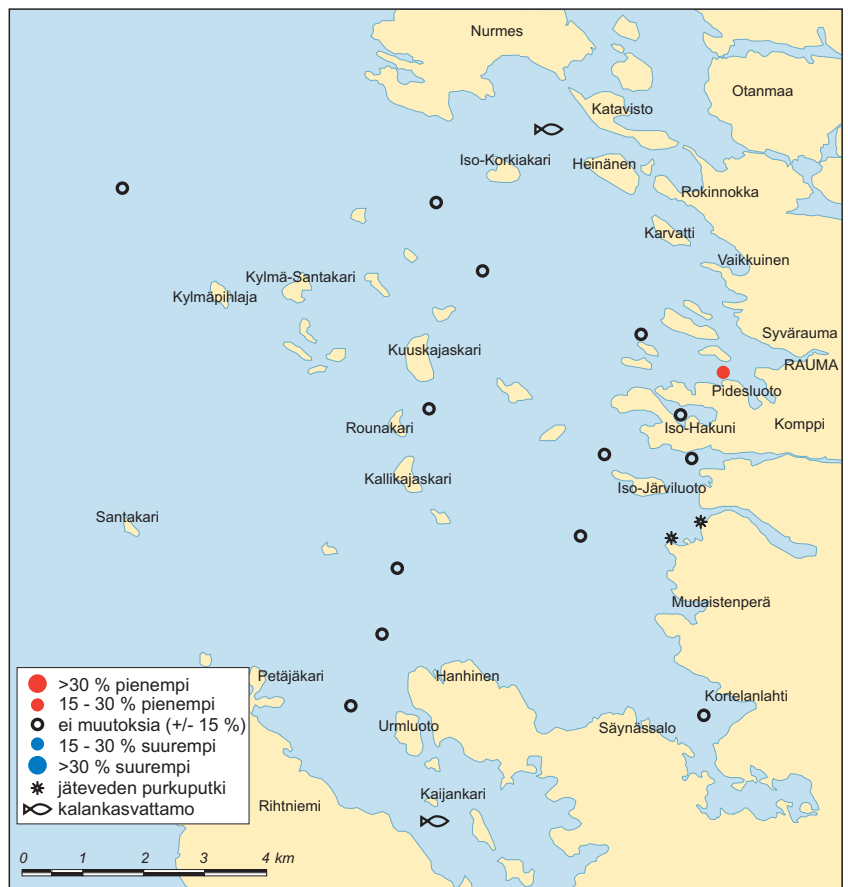 Nurmes
Otanmaa
Katavisto
Iso-Korkiakari
Heinänen
Rokinnokka
Karvatti
Vaikkuinen
Kylmä-Santakari
Kylmäpihlaja
Syvärauma
Kuuskajaskari
RAUMA
Pidesluoto
Rounakari
Iso-Hakuni
Komppi
Kallikajaskari
Iso-Järviluoto
Santakari
Mudaistenperä
Petäjäkari
Hanhinen
Kortelanlahti
Urmluoto
Säynässalo
Kaijankari
Rihtniemi
>30 % pienempi
15 - 30 % pienempi
ei muutoksia (+/- 15 %)
15 - 30 % suurempi
>30 % suurempi
jäteveden purkuputki
kalankasvattamo
0 1 2 3 4 km